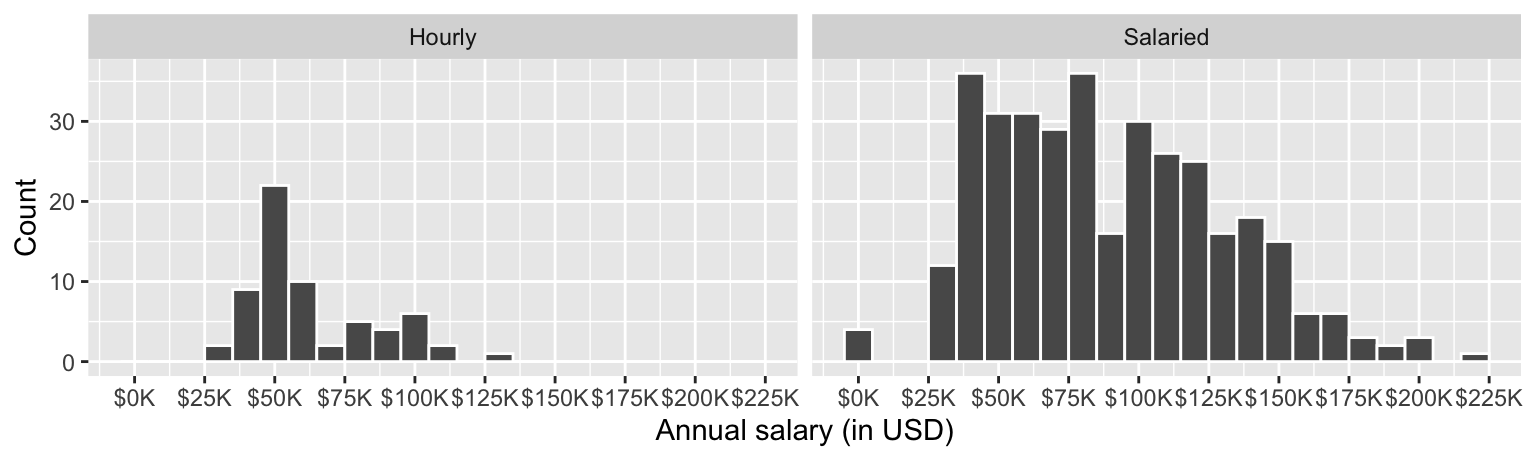 Hourly
Salaried
Count
30
20
10
0
$0K $25K $50K $75K $100K $125K $150K $175K $200K $225K
$0K $25K $50K $75K $100K $125K $150K $175K $200K $225K
Annual salary (in USD)